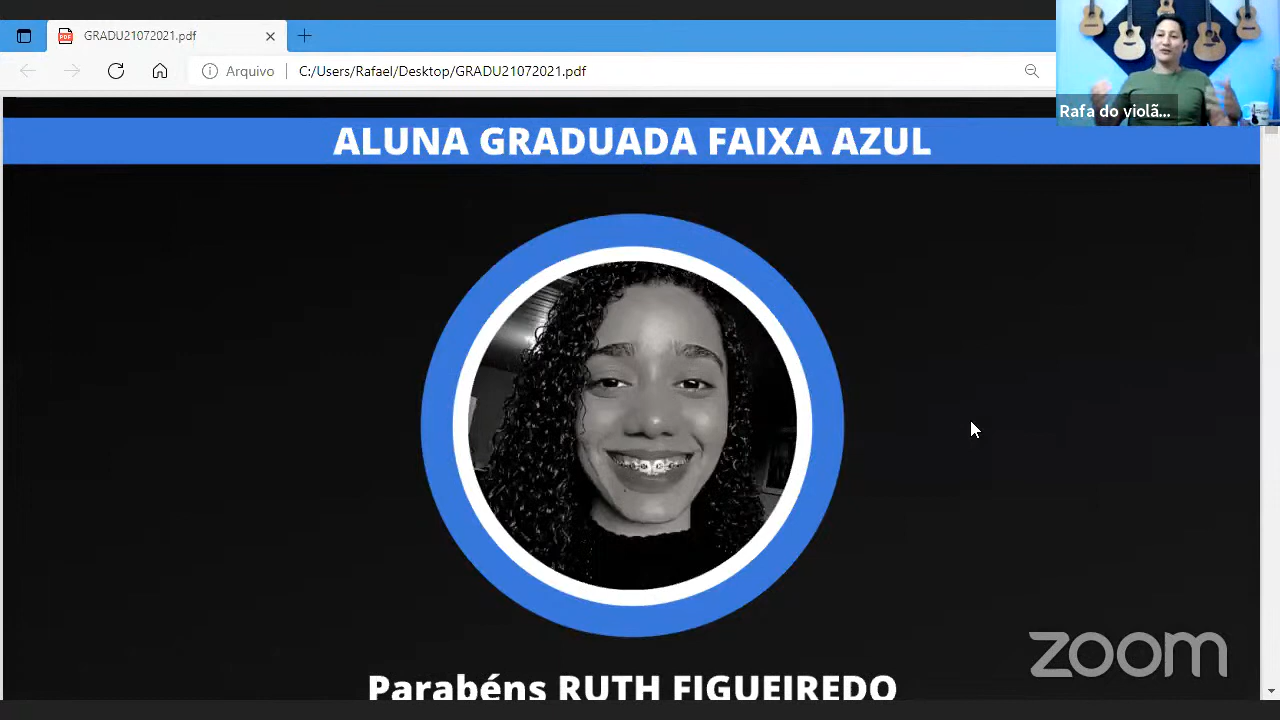 GRADU21072021.pdf
Arquivo
C:/Users/Rafael/Desktop/GRADU21072021.pdf
Rafa do violã...
ALUNA GRADUADA FAIXA AZUL
Parabéns RUTH FIGUEIREDO
zoom